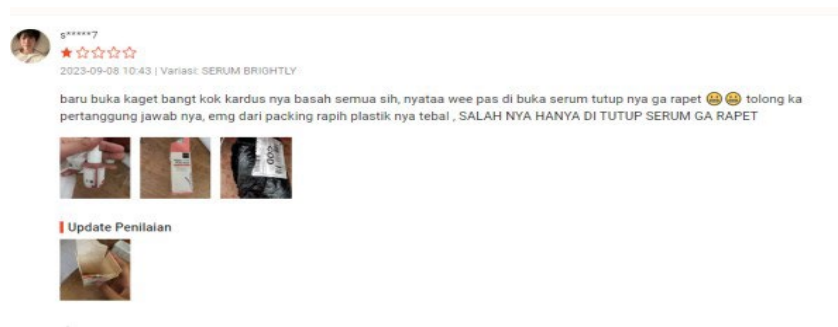 s*****7
2023-09-08 10:43 | Variasi: SERUM BRIGHTLY
baru buka kaget bangt kok kardus nya basah semua sih, nyataa wee pas di buka serum tutup nya ga rapet 😫😫 tolong ka
pertanggung jawab nya, emg dari packing rapih plastik nya tebal , SALAH NYA HANYA DI TUTUP SERUM GA RAPET
COD
Update Penilaian